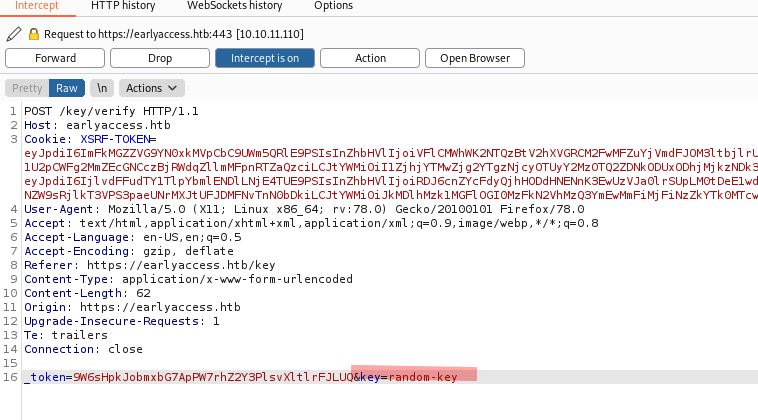 Intercept HTTP history WebSockets history Options
Request to https://earlyaccess.htb:443 [10.10.11.110]
Forward Drop Intercept is on Action Open Browser
Pretty Raw \n Actions
1 POST /key/verify HTTP/1.1
2 Host: earlyaccess.htb
3 Cookie: XSRF-TOKEN=
4 User-Agent: Mozilla/5.0 (X11; Linux x86_64; rv:78.0) Gecko/20100101 Firefox/78.0
5 Accept: text/html,application/xhtml+xml,application/xml;q=0.9,image/webp,*/*;q=0.8
6 Accept-Language: en-US,en;q=0.5
7 Accept-Encoding: gzip, deflate
8 Referer: https://earlyaccess.htb/key
9 Content-Type: application/x-www-form-urlencoded
10 Content-Length: 62
11 Origin: https://earlyaccess.htb
12 Upgrade-Insecure-Requests: 1
13 Te: trailers
14 Connection: close
15
16 _token=9W6sHpkJobmxbG7ApPW7rhZ2Y3PlsvXltlrFJLUQ&key=random-key